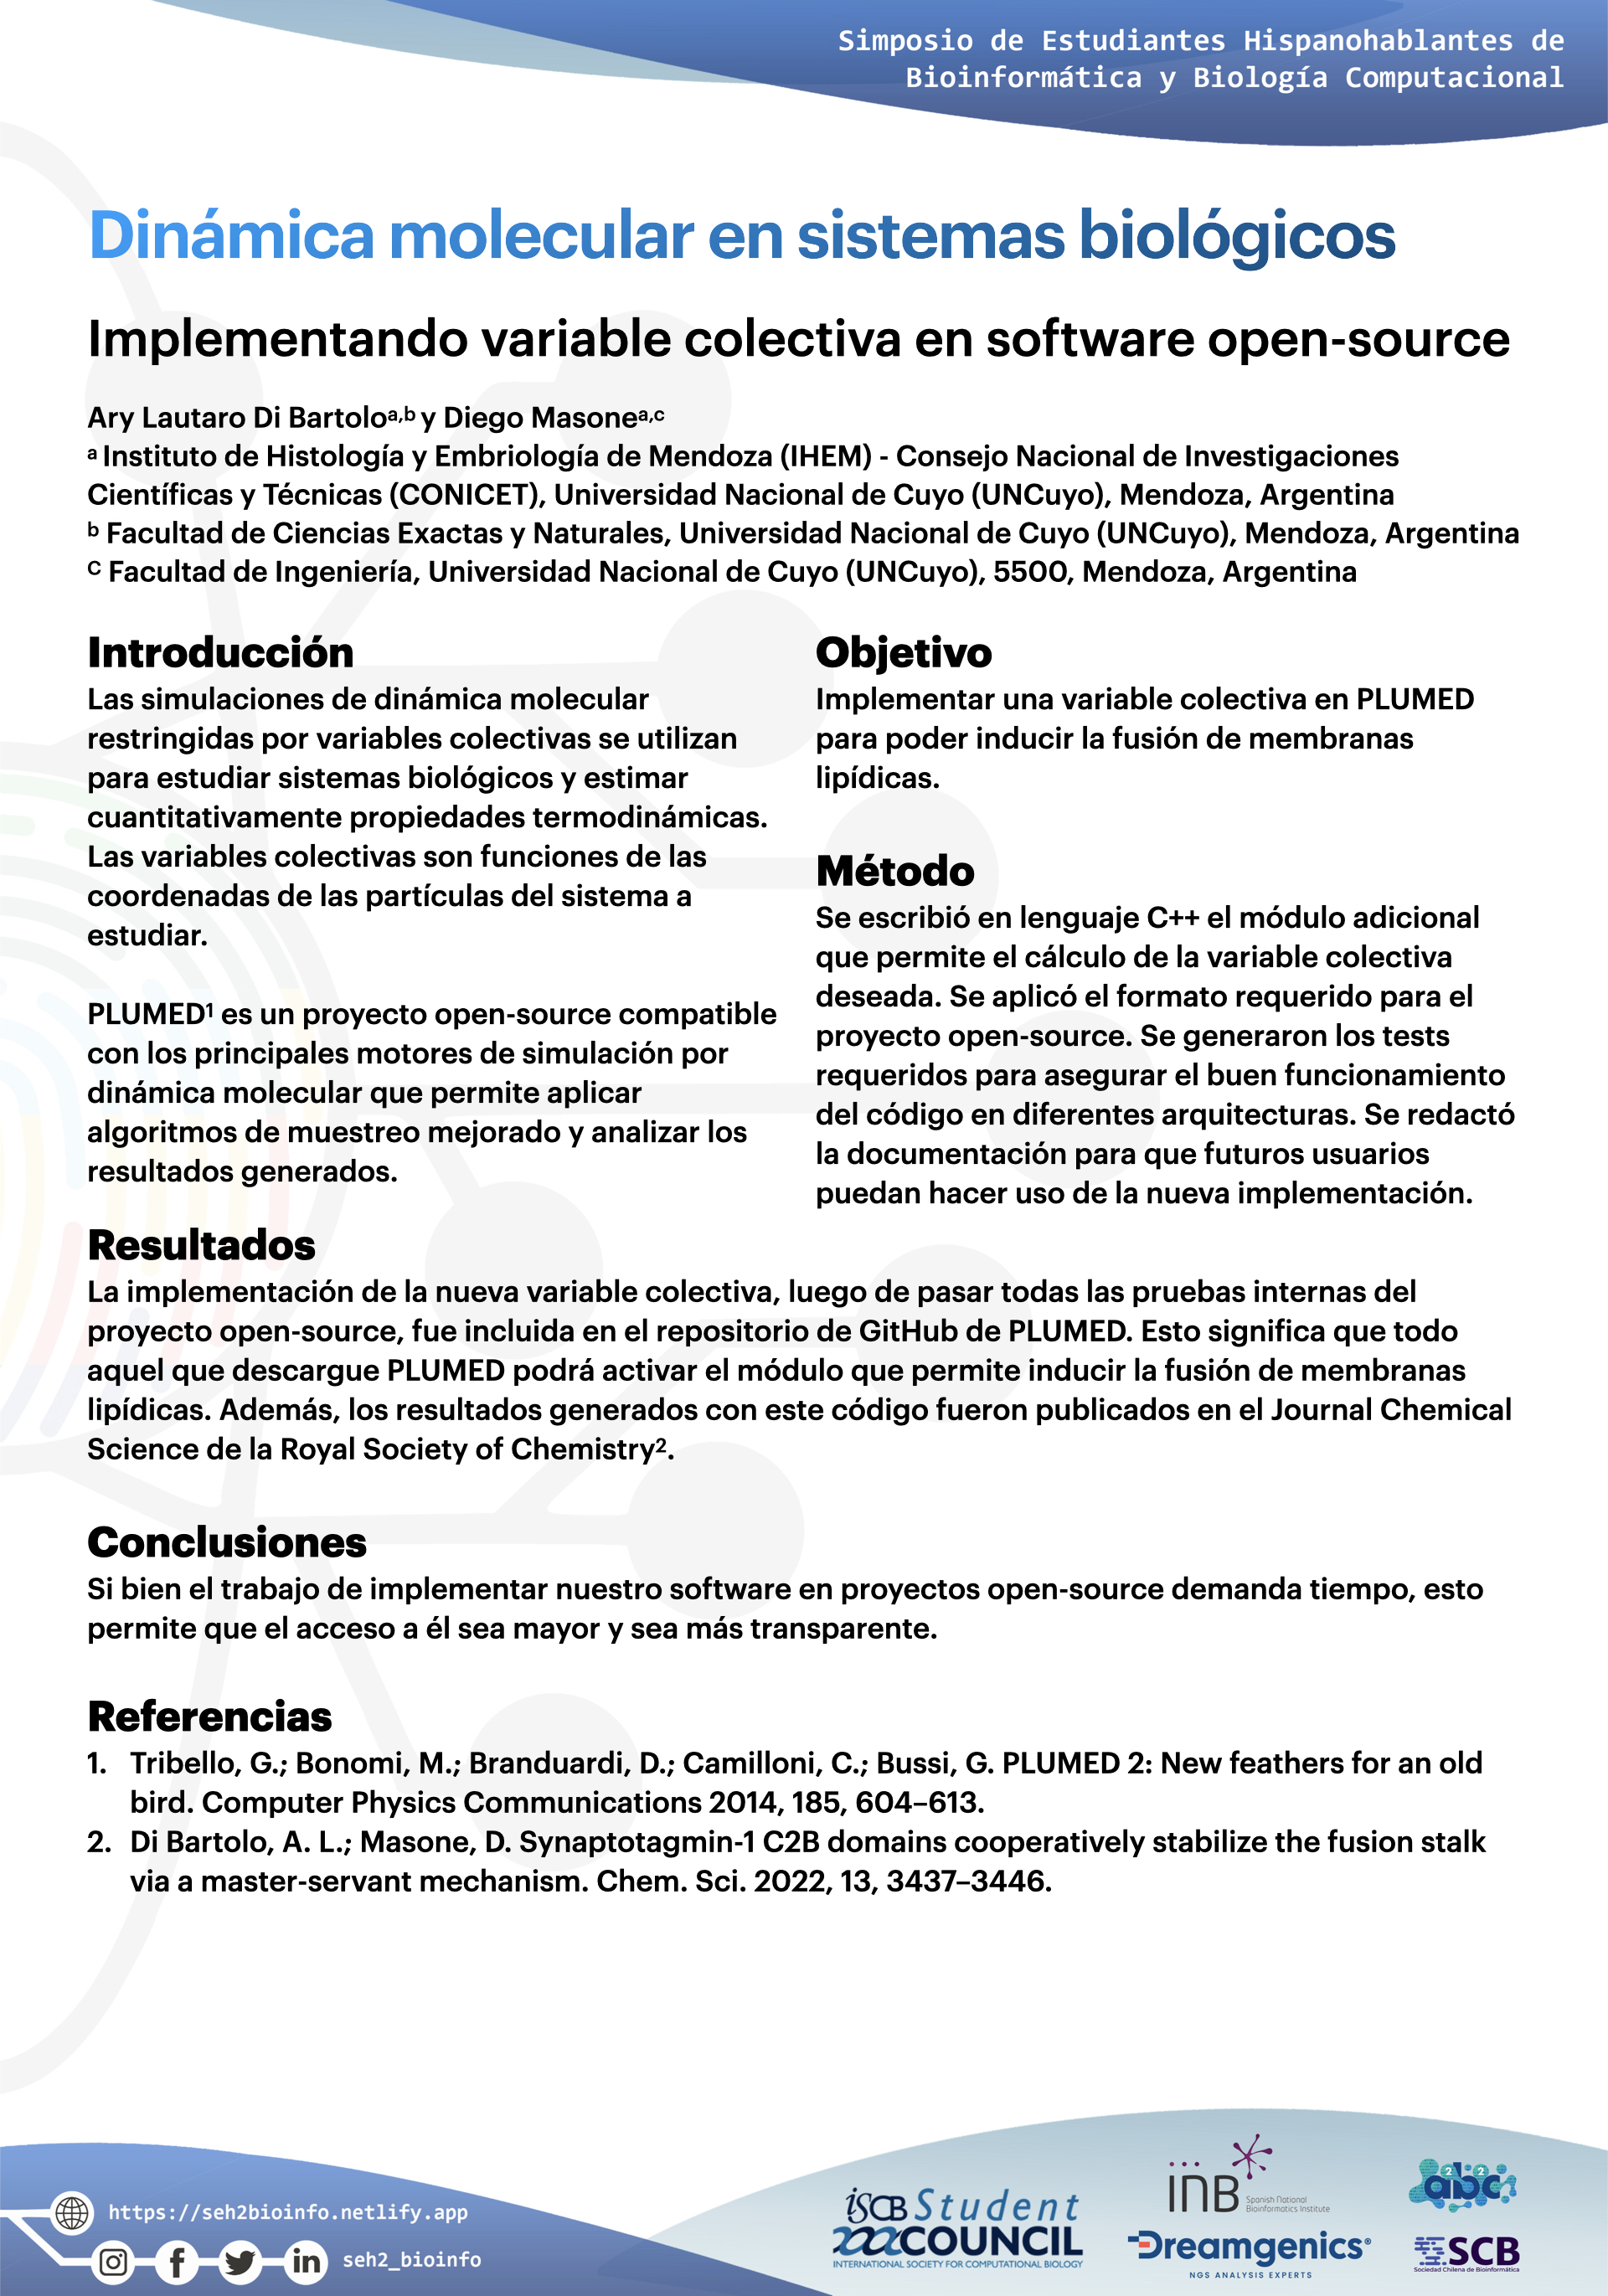 Simposio de Estudiantes Hispanohablantes de
Bioinformática y Biología Computacional
Dinámica molecular en sistemas biológicos
Implementando variable colectiva en software open-source
Ary Lautaro Di Bartoloa,b y Diego Masonea,c
a Instituto de Histología y Embriología de Mendoza (IHEM) - Consejo Nacional de Investigaciones
Científicas y Técnicas (CONICET), Universidad Nacional de Cuyo (UNCuyo), Mendoza, Argentina
b Facultad de Ciencias Exactas y Naturales, Universidad Nacional de Cuyo (UNCuyo), Mendoza, Argentina
C Facultad de Ingeniería, Universidad Nacional de Cuyo (UNCuyo), 5500, Mendoza, Argentina
Introducción
Las simulaciones de dinámica molecular
restringidas por variables colectivas se utilizan
para estudiar sistemas biológicos y estimar
cuantitativamente propiedades termodinámicas.
Las variables colectivas son funciones de las
coordenadas de las partículas del sistema a
estudiar.
PLUMED¹ es un proyecto open-source compatible
con los principales motores de simulación por
dinámica molecular que permite aplicar
algoritmos de muestreo mejorado y analizar los
resultados generados.
Objetivo
Implementar una variable colectiva en PLUMED
para poder inducir la fusión de membranas
lipídicas.
Método
Se escribió en lenguaje C++ el módulo adicional
que permite el cálculo de la variable colectiva
deseada. Se aplicó el formato requerido para el
proyecto open-source. Se generaron los tests
requeridos para asegurar el buen funcionamiento
del código en diferentes arquitecturas. Se redactó
la documentación para que futuros usuarios
puedan hacer uso de la nueva implementación.
Resultados
La implementación de la nueva variable colectiva, luego de pasar todas las pruebas internas del
proyecto open-source, fue incluida en el repositorio de GitHub de PLUMED. Esto significa que todo
aquel que descargue PLUMED podrá activar el módulo que permite inducir la fusión de membranas
lipídicas. Además, los resultados generados con este código fueron publicados en el Journal Chemical
Science de la Royal Society of Chemistry².
Conclusiones
Si bien el trabajo de implementar nuestro software en proyectos open-source demanda tiempo, esto
permite que el acceso a él sea mayor y sea más transparente.
Referencias
1. Tribello, G.; Bonomi, M.; Branduardi, D.; Camilloni, C.; Bussi, G. PLUMED 2: New feathers for an old
bird. Computer Physics Communications 2014, 185, 604–613.
2. Di Bartolo, A. L.; Masone, D. Synaptotagmin-1 C2B domains cooperatively stabilize the fusion stalk
via a master-servant mechanism. Chem. Sci. 2022, 13, 3437–3446.
https://seh2bioinfo.netlify.app
seh2_bioinfo
iSCB Student
COUNCIL
INTERNATIONAL SOCIETY FOR COMPUTATIONAL BIOLOGY
INB
Spanish National
Bioinformatics Institute
Dreamgenics®
NGS ANALYSIS EXPERTS
a2b2c
SCB
Sociedad Chilena de Bioinformática